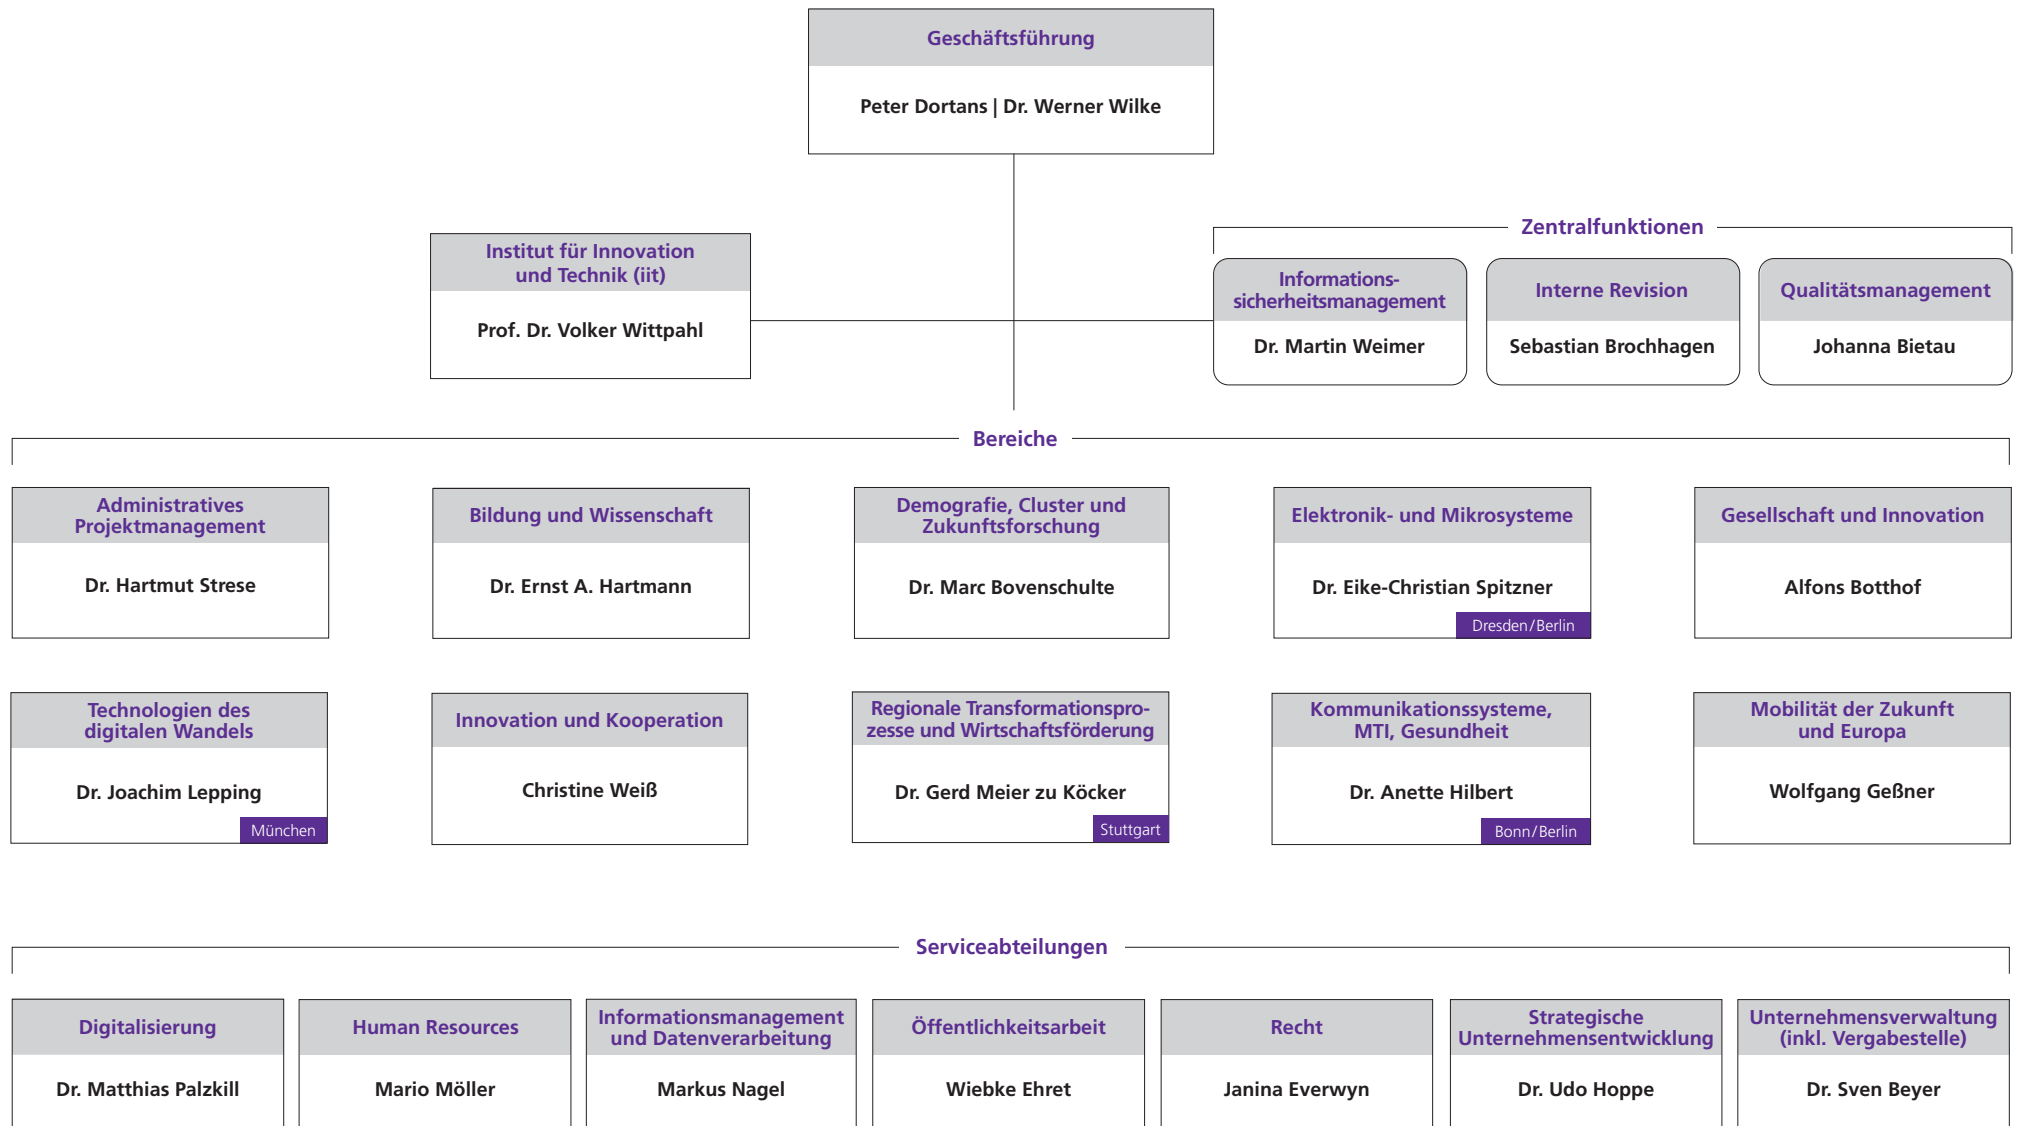 Geschäftsführung
Peter Dortans | Dr. Werner Wilke
Institut für Innovation
und Technik (iit)
Prof. Dr. Volker Wittpahl
Zentralfunktionen
Informations-
sicherheitsmanagement
Dr. Martin Weimer
Interne Revision
Sebastian Brochhagen
Qualitätsmanagement
Johanna Bietau
Bereiche
Administratives
Projektmanagement
Dr. Hartmut Strese
Bildung und Wissenschaft
Dr. Ernst A. Hartmann
Demografie, Cluster und
Zukunftsforschung
Dr. Marc Bovenschulte
Elektronik- und Mikrosysteme
Dr. Eike-Christian Spitzner
Dresden/Berlin
Gesellschaft und Innovation
Alfons Botthof
Technologien des
digitalen Wandels
Dr. Joachim Lepping
München
Innovation und Kooperation
Christine Weiß
Regionale Transformationspro-
zesse und Wirtschaftsförderung
Dr. Gerd Meier zu Köcker
Stuttgart
Kommunikationssysteme,
MTI, Gesundheit
Dr. Anette Hilbert
Bonn/Berlin
Mobilität der Zukunft
und Europa
Wolfgang Geßner
Serviceabteilungen
Digitalisierung
Dr. Matthias Palzkill
Human Resources
Mario Möller
Informationsmanagement
und Datenverarbeitung
Markus Nagel
Öffentlichkeitsarbeit
Wiebke Ehret
Recht
Janina Everwyn
Strategische
Unternehmensentwicklung
Dr. Udo Hoppe
Unternehmensverwaltung
(inkl. Vergabestelle)
Dr. Sven Beyer